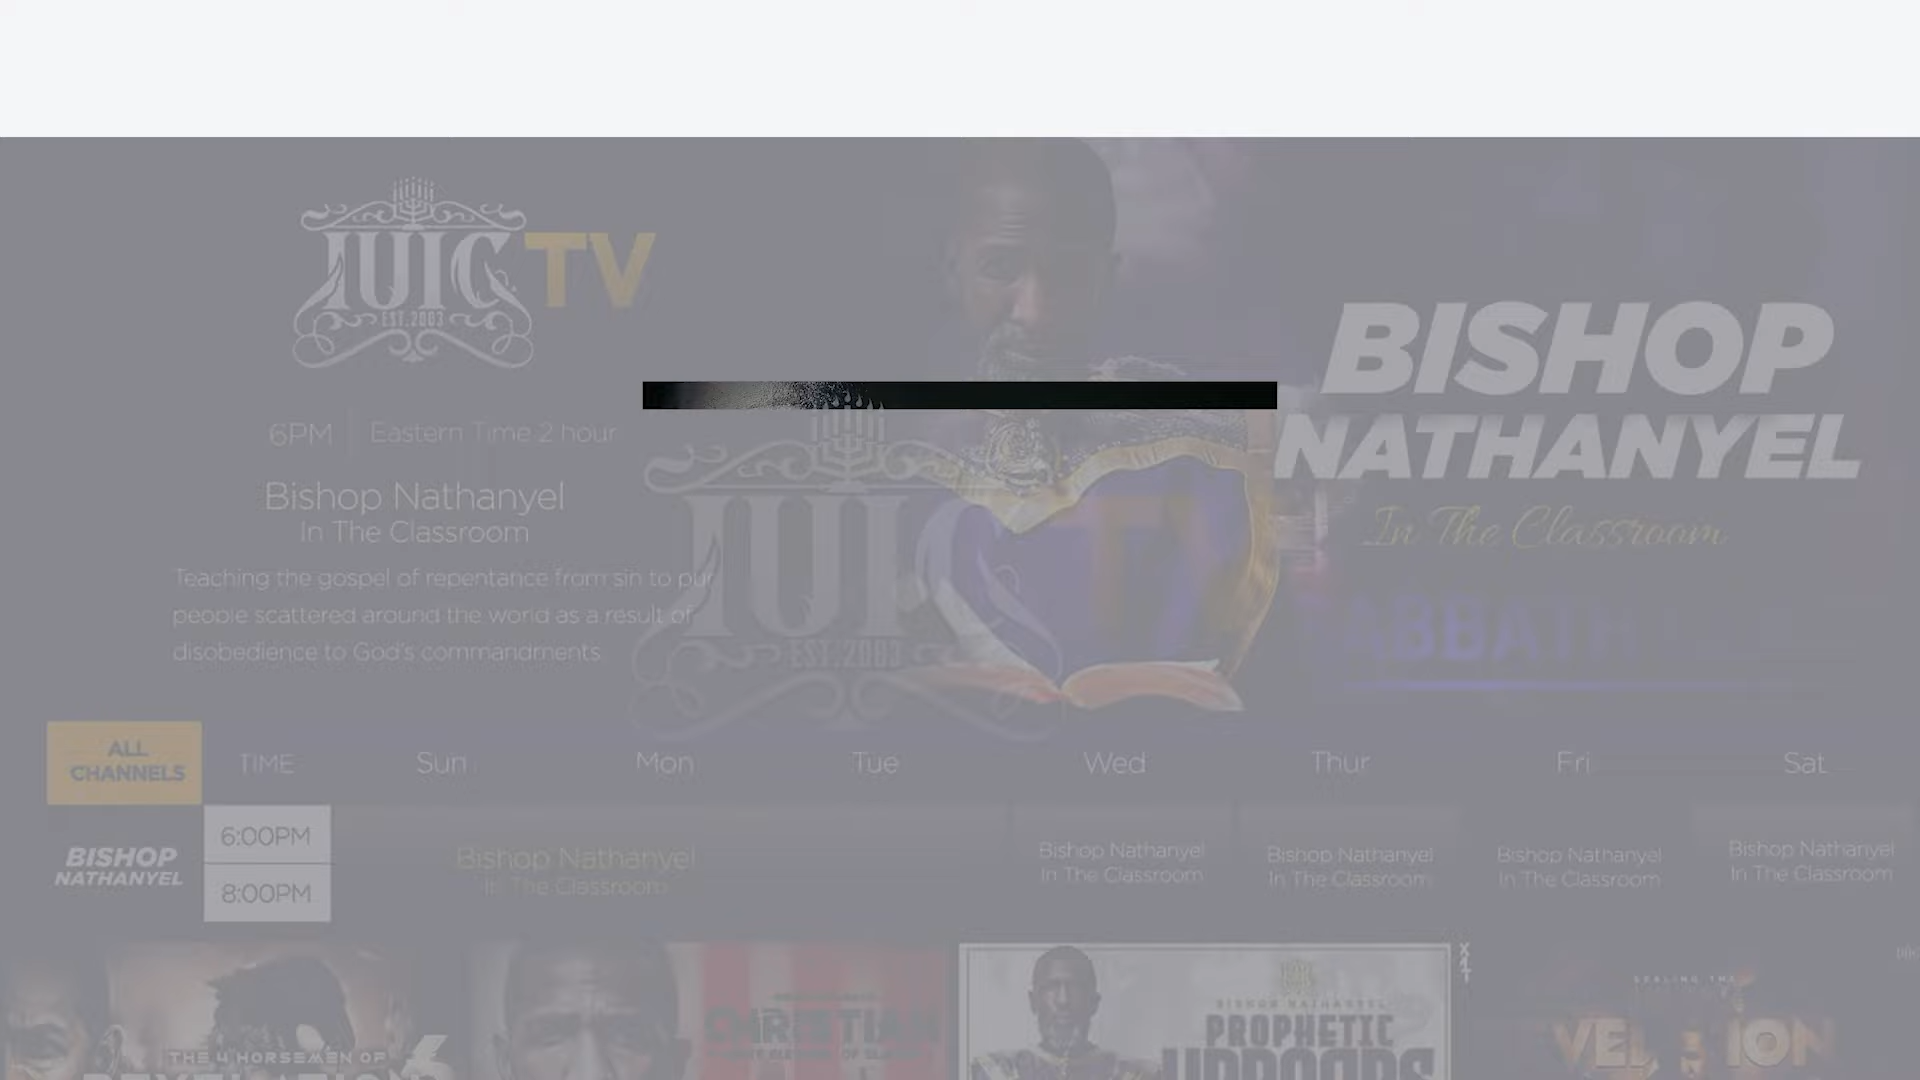 IUIC TV
EST.2003
6PM | Eastern Time 2 hour
Bishop Nathanyel
In The Classroom
Teaching the gospel of repentance from sin to our
people scattered around the world as a result of
disobedience to God's commandments.
BISHOP
NATHANYEL
In The Classroom
IUIC TV
EST.2003
SABBATH
ALL
CHANNELS
TIME
Sun
Mon
Tue
Wed
Thur
Fri
Sat
BISHOP
NATHANYEL
6:00PM
8:00PM
Bishop Nathanyel
In The Classroom
Bishop Nathanyel
In The Classroom
Bishop Nathanyel
In The Classroom
Bishop Nathanyel
In The Classroom
Bishop Nathanyel
In The Classroom
THE 4 HORSEMEN OF
CHRISTIAN
BISHOP NATHANYEL
PROPHETIC